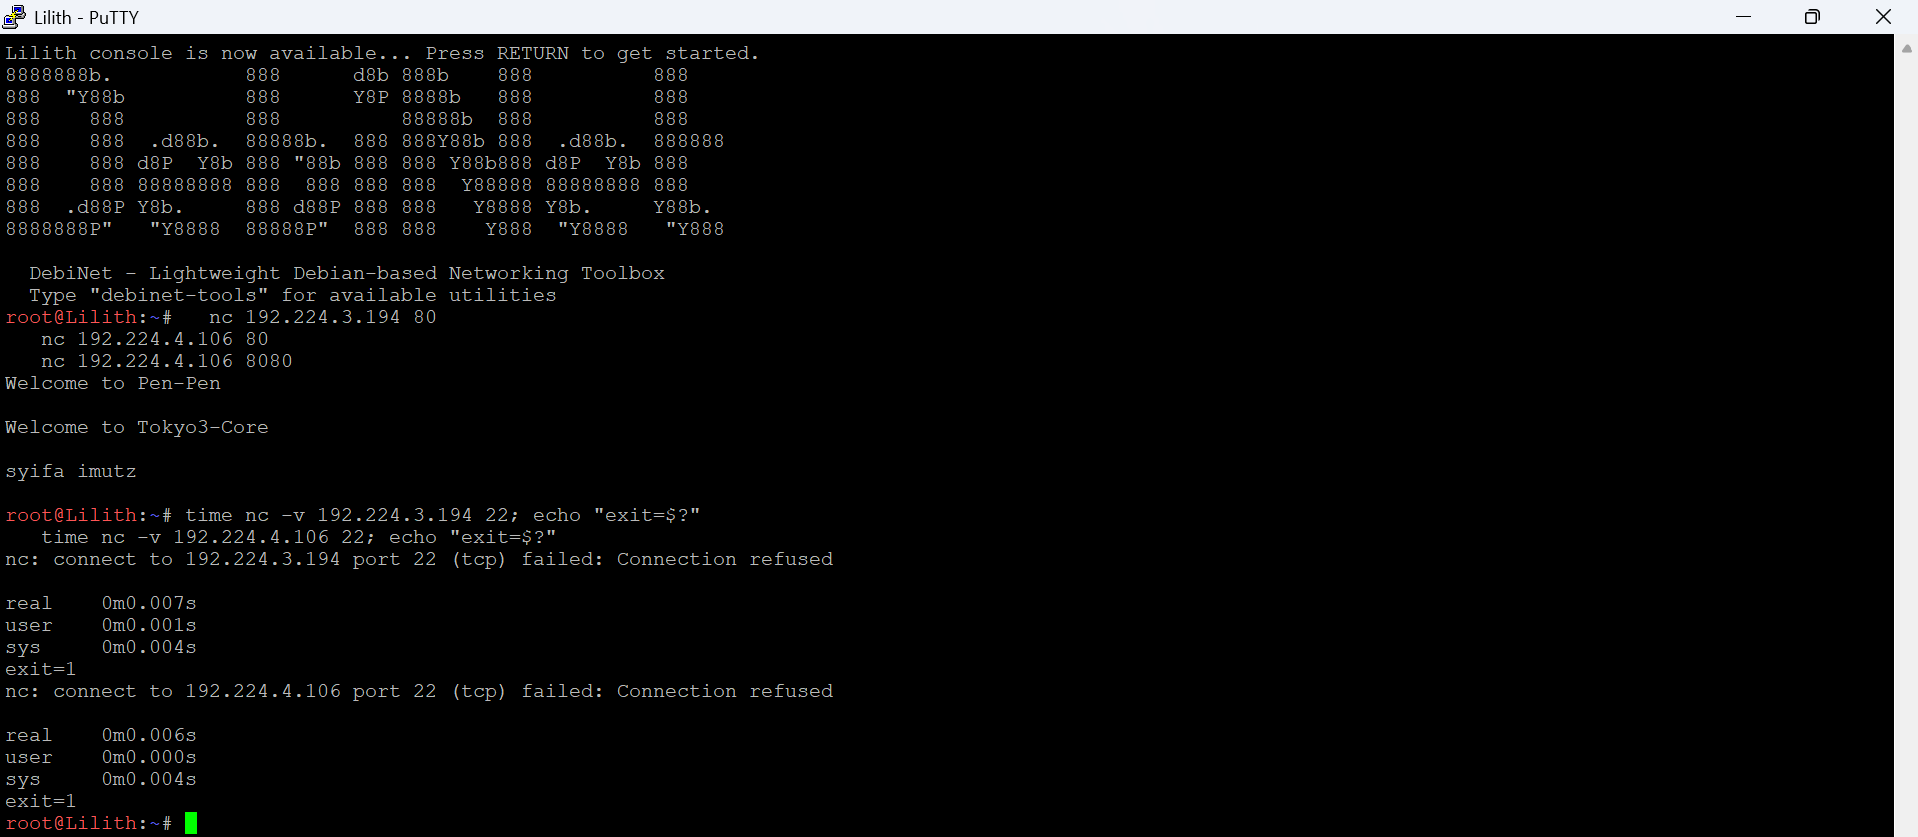 Lilith - PuTTY
Lilith console is now available... Press RETURN to get started.
8888888b.           888      d8b 888b    888          888
888  "Y88b          888      Y8P 8888b   888          888
888    888          888          88888b  888          888
888    888  .d88b.  88888b.  888 888Y88b 888  .d88b.  888888
888    888 d8P  Y8b 888 "88b 888 888 Y88b888 d8P  Y8b 888
888    888 88888888 888  888 888 888  Y88888 88888888 888
888  .d88P Y8b.     888 d88P 888 888   Y8888 Y8b.     Y88b.
8888888P"   "Y8888  88888P"  888 888    Y888  "Y8888   "Y888
DebiNet - Lightweight Debian-based Networking Toolbox
Type "debinet-tools" for available utilities
root@Lilith:~#   nc 192.224.3.194 80
nc 192.224.4.106 80
nc 192.224.4.106 8080
Welcome to Pen-Pen
Welcome to Tokyo3-Core
syifa imutz
root@Lilith:~# time nc -v 192.224.3.194 22; echo "exit=$?"
time nc -v 192.224.4.106 22; echo "exit=$?"
nc: connect to 192.224.3.194 port 22 (tcp) failed: Connection refused
real    0m0.007s
user    0m0.001s
sys     0m0.004s
exit=1
nc: connect to 192.224.4.106 port 22 (tcp) failed: Connection refused
real    0m0.006s
user    0m0.000s
sys     0m0.004s
exit=1
root@Lilith:~#